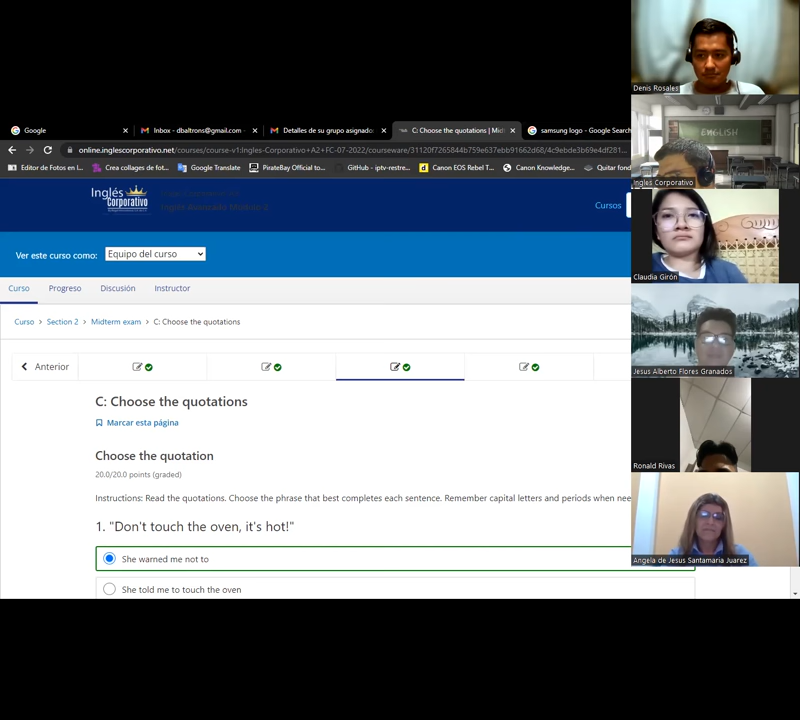 Google
Inbox - dbaltrons@gmail.com -
Detalles de su grupo asignado
C: Choose the quotations | Mid
samsung logo - Google Search
online.inglescorporativo.net/courses/course-v1:Ingles-Corporativo+A2+FC-07-2022/courseware/31120f7265844b759e637ebb91662d68/4c9ebde3b69e4df281...
Editor de Fotos en l...
Crea collages de fot...
Google Translate
PirateBay Official to...
GitHub - iptv-restre...
Canon EOS Rebel T...
Canon Knowledge...
Quitar fond
Inglés
Corporativo
Cursos
Ver este curso como:
Equipo del curso
Curso
Progreso
Discusión
Instructor
Curso > Section 2 > Midterm exam > C: Choose the quotations
Anterior
C: Choose the quotations
Marcar esta página
Choose the quotation
20.0/20.0 points (graded)
Instructions: Read the quotations. Choose the phrase that best completes each sentence. Remember capital letters and periods when nee
1. "Don't touch the oven, it's hot!"
She warned me not to
She told me to touch the oven
Denis Rosales
ENGLISH
Ingles Corporativo
Claudia Girón
Jesus Alberto Flores Granados
Ronald Rivas
Angela de Jesus Santamaria Juarez